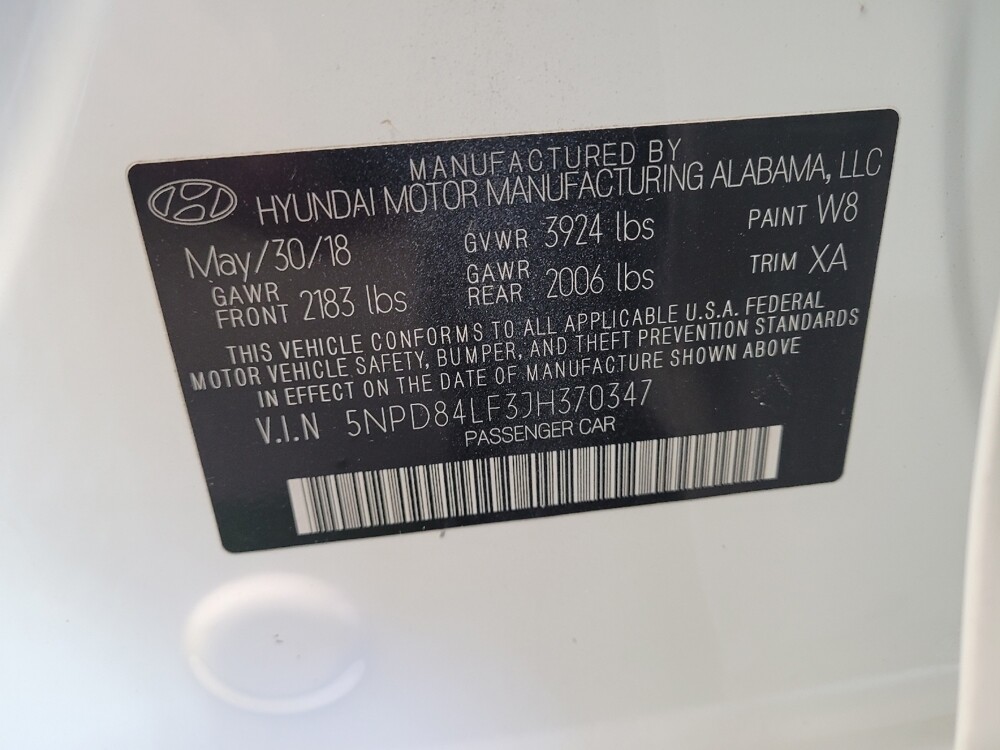 MANUFACTURED BY
HYUNDAI MOTOR MANUFACTURING ALABAMA, LLC
May/30/18 GVWR 3924 lbs PAINT W8
GAWR FRONT 2183 lbs GAWR REAR 2006 lbs TRIM XA
THIS VEHICLE CONFORMS TO ALL APPLICABLE U.S.A. FEDERAL
MOTOR VEHICLE SAFETY, BUMPER, AND THEFT PREVENTION STANDARDS
IN EFFECT ON THE DATE OF MANUFACTURE SHOWN ABOVE
V.I.N 5NPD84LF3JH370347
PASSENGER CAR